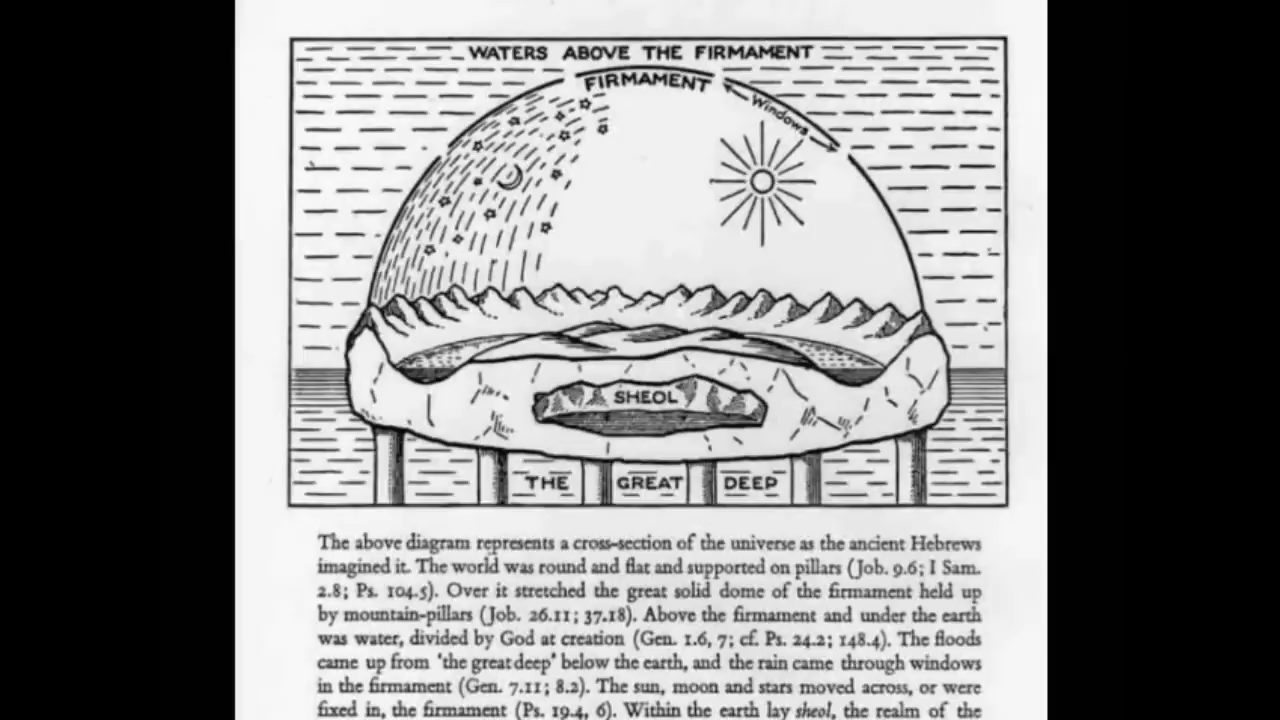 WATERS ABOVE THE FIRMAMENT
FIRMAMENT
Windows
SHEOL
THE GREAT DEEP
The above diagram represents a cross-section of the universe as the ancient Hebrews
imagined it. The world was round and flat and supported on pillars (Job. 9.6; I Sam.
2.8; Ps. 104.5). Over it stretched the great solid dome of the firmament held up
by mountain-pillars (Job. 26.11; 37.18). Above the firmament and under the earth
was water, divided by God at creation (Gen. 1.6, 7; cf. Ps. 24.2; 148.4). The floods
came up from 'the great deep' below the earth, and the rain came through windows
in the firmament (Gen. 7.11; 8.2). The sun, moon and stars moved across, or were
fixed in, the firmament (Ps. 19.4, 6). Within the earth lay sheol, the realm of the